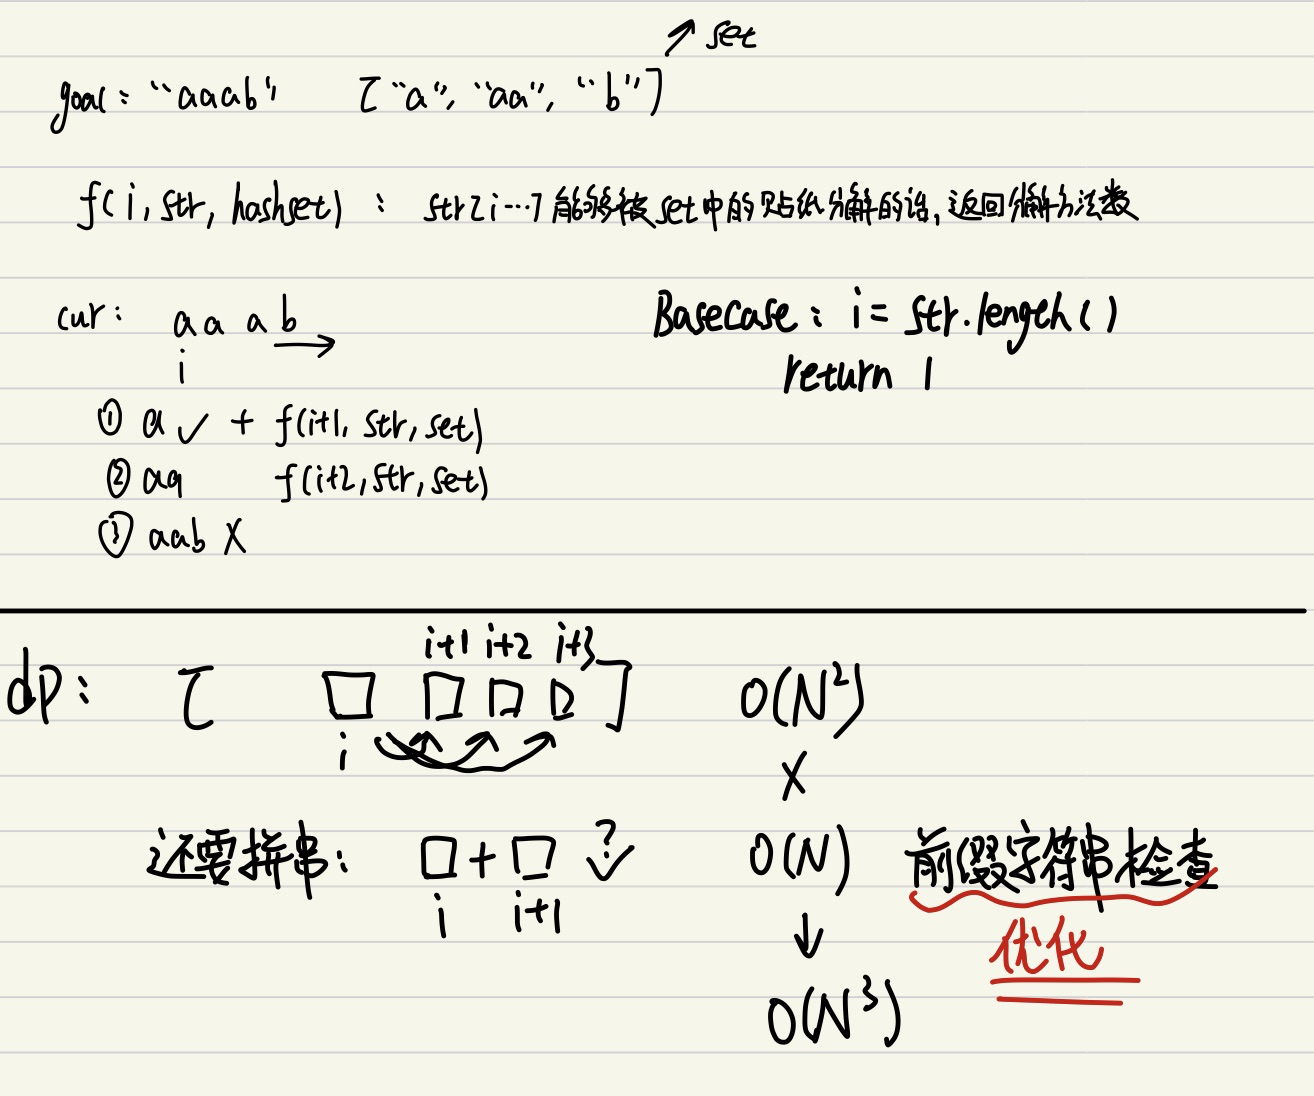 set
goal: "aaab" ["a", "aa", "b"]
f(i, str, hashset) : str[i...] 能够被set中的贴纸分解的话, 返回分解方法数
cur: aaab
i
Basecase: i= str.length()
return 1
① a ✓ + f(i+1, str, set)
② aa f(i+2, str, set)
③ aab X
i+1 i+2 i+3
dp: [ □ □ □ □ ] O(N²)
i
X
还要拼串: □ + □ ? ✓ O(N) 前缀字符串检查
i i+1
优化
O(N³)